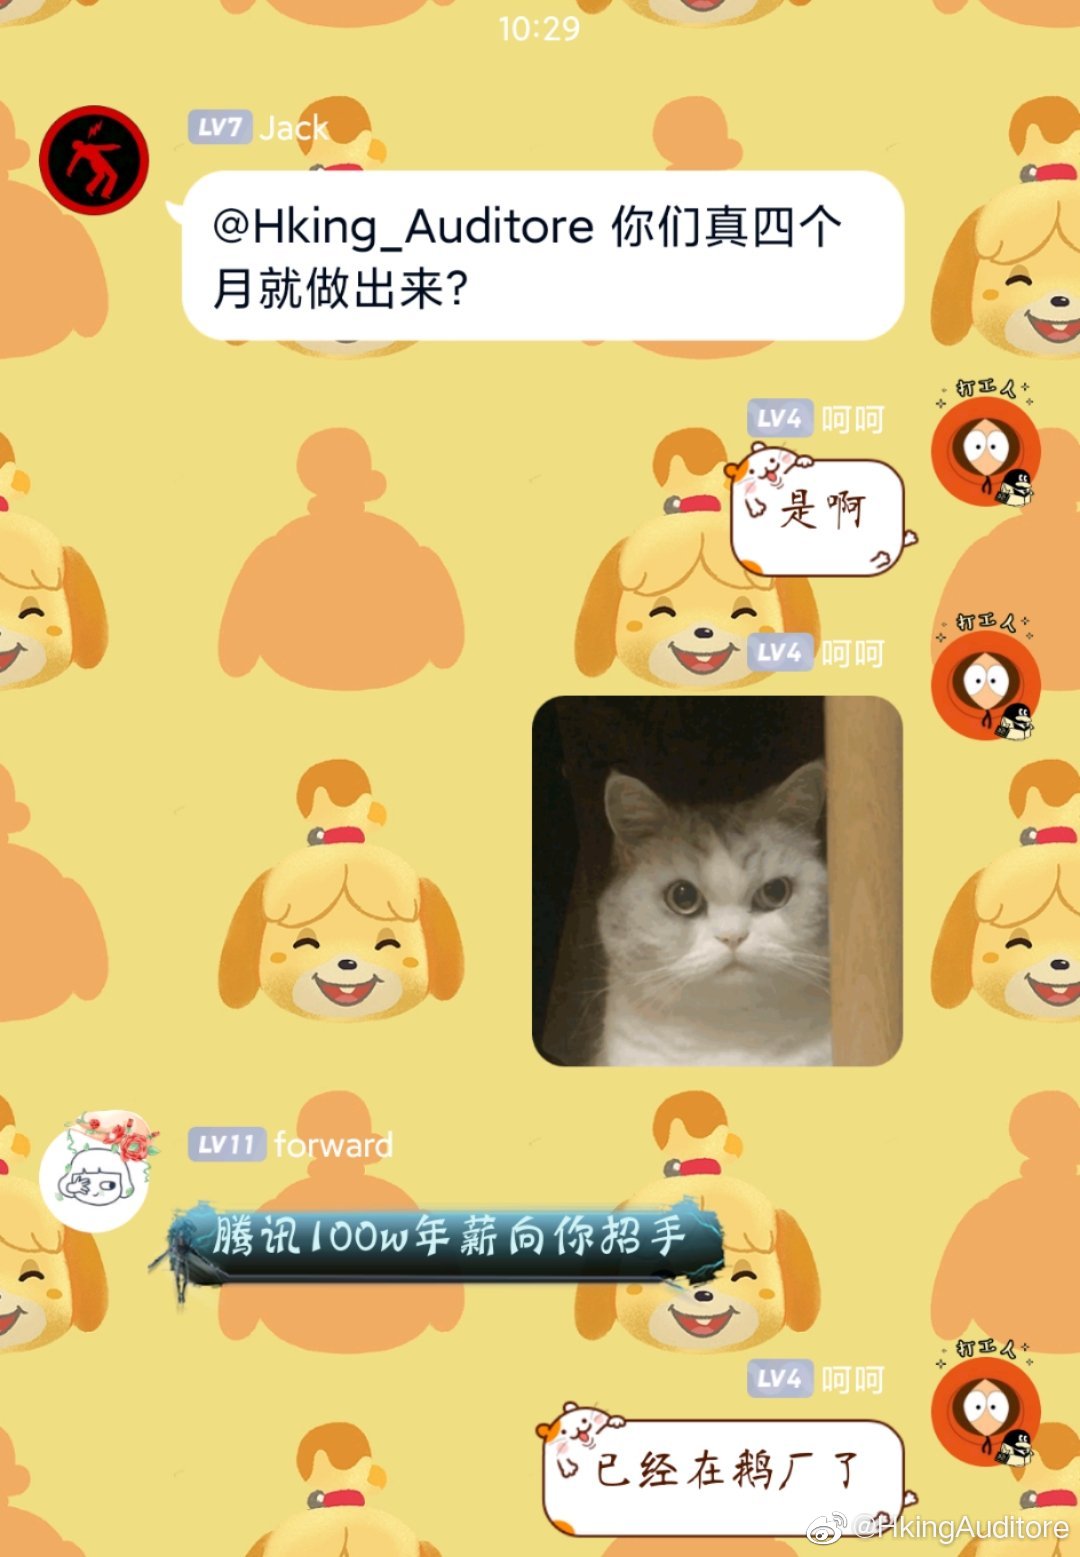 10:29
LV7 Jack
@Hking_Auditore 你们真四个
月就做出来?
打工人
LV4 呵呵
是啊
打工人
LV4 呵呵
LV11 forward
腾讯100w年薪向你招手
打工人
LV4 呵呵
已经在鹅厂了
@HkingAuditore